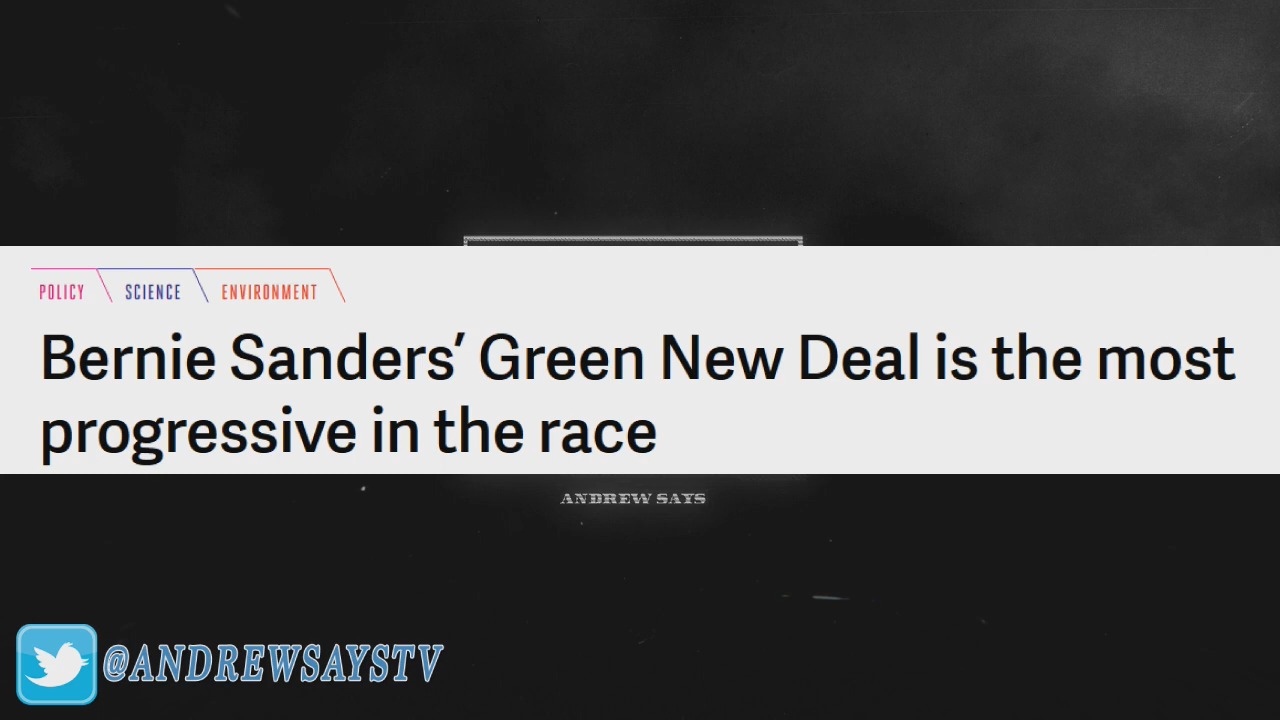 POLICY SCIENCE ENVIRONMENT
Bernie Sanders’ Green New Deal is the most
progressive in the race
ANDREW SAYS
@ANDREWSAYSTV